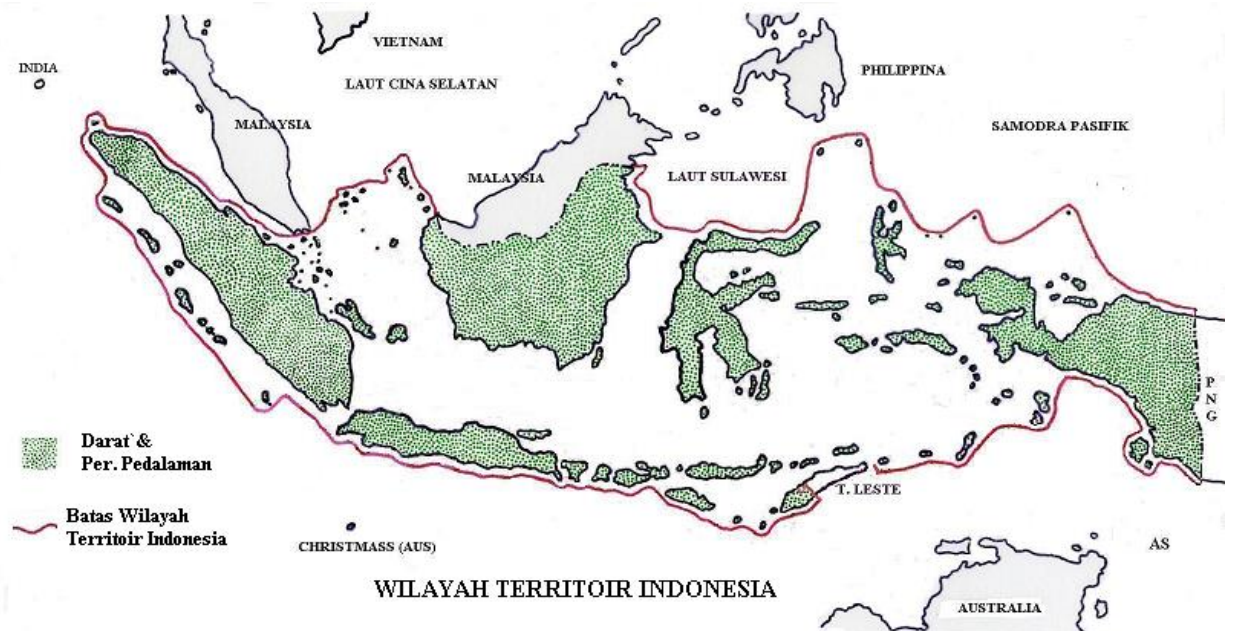 VIETNAM
INDIA
LAUT CINA SELATAN
PHILIPPINA
MALAYSIA
SAMODRA PASIFIK
MALAYSIA
LAUT SULAWESI
P
N
G
Darat` &
Per. Pedalaman
T. LESTE
Batas Wilayah
Territoir Indonesia
CHRISTMASS (AUS)
AS
WILAYAH TERRITOIR INDONESIA
AUSTRALIA